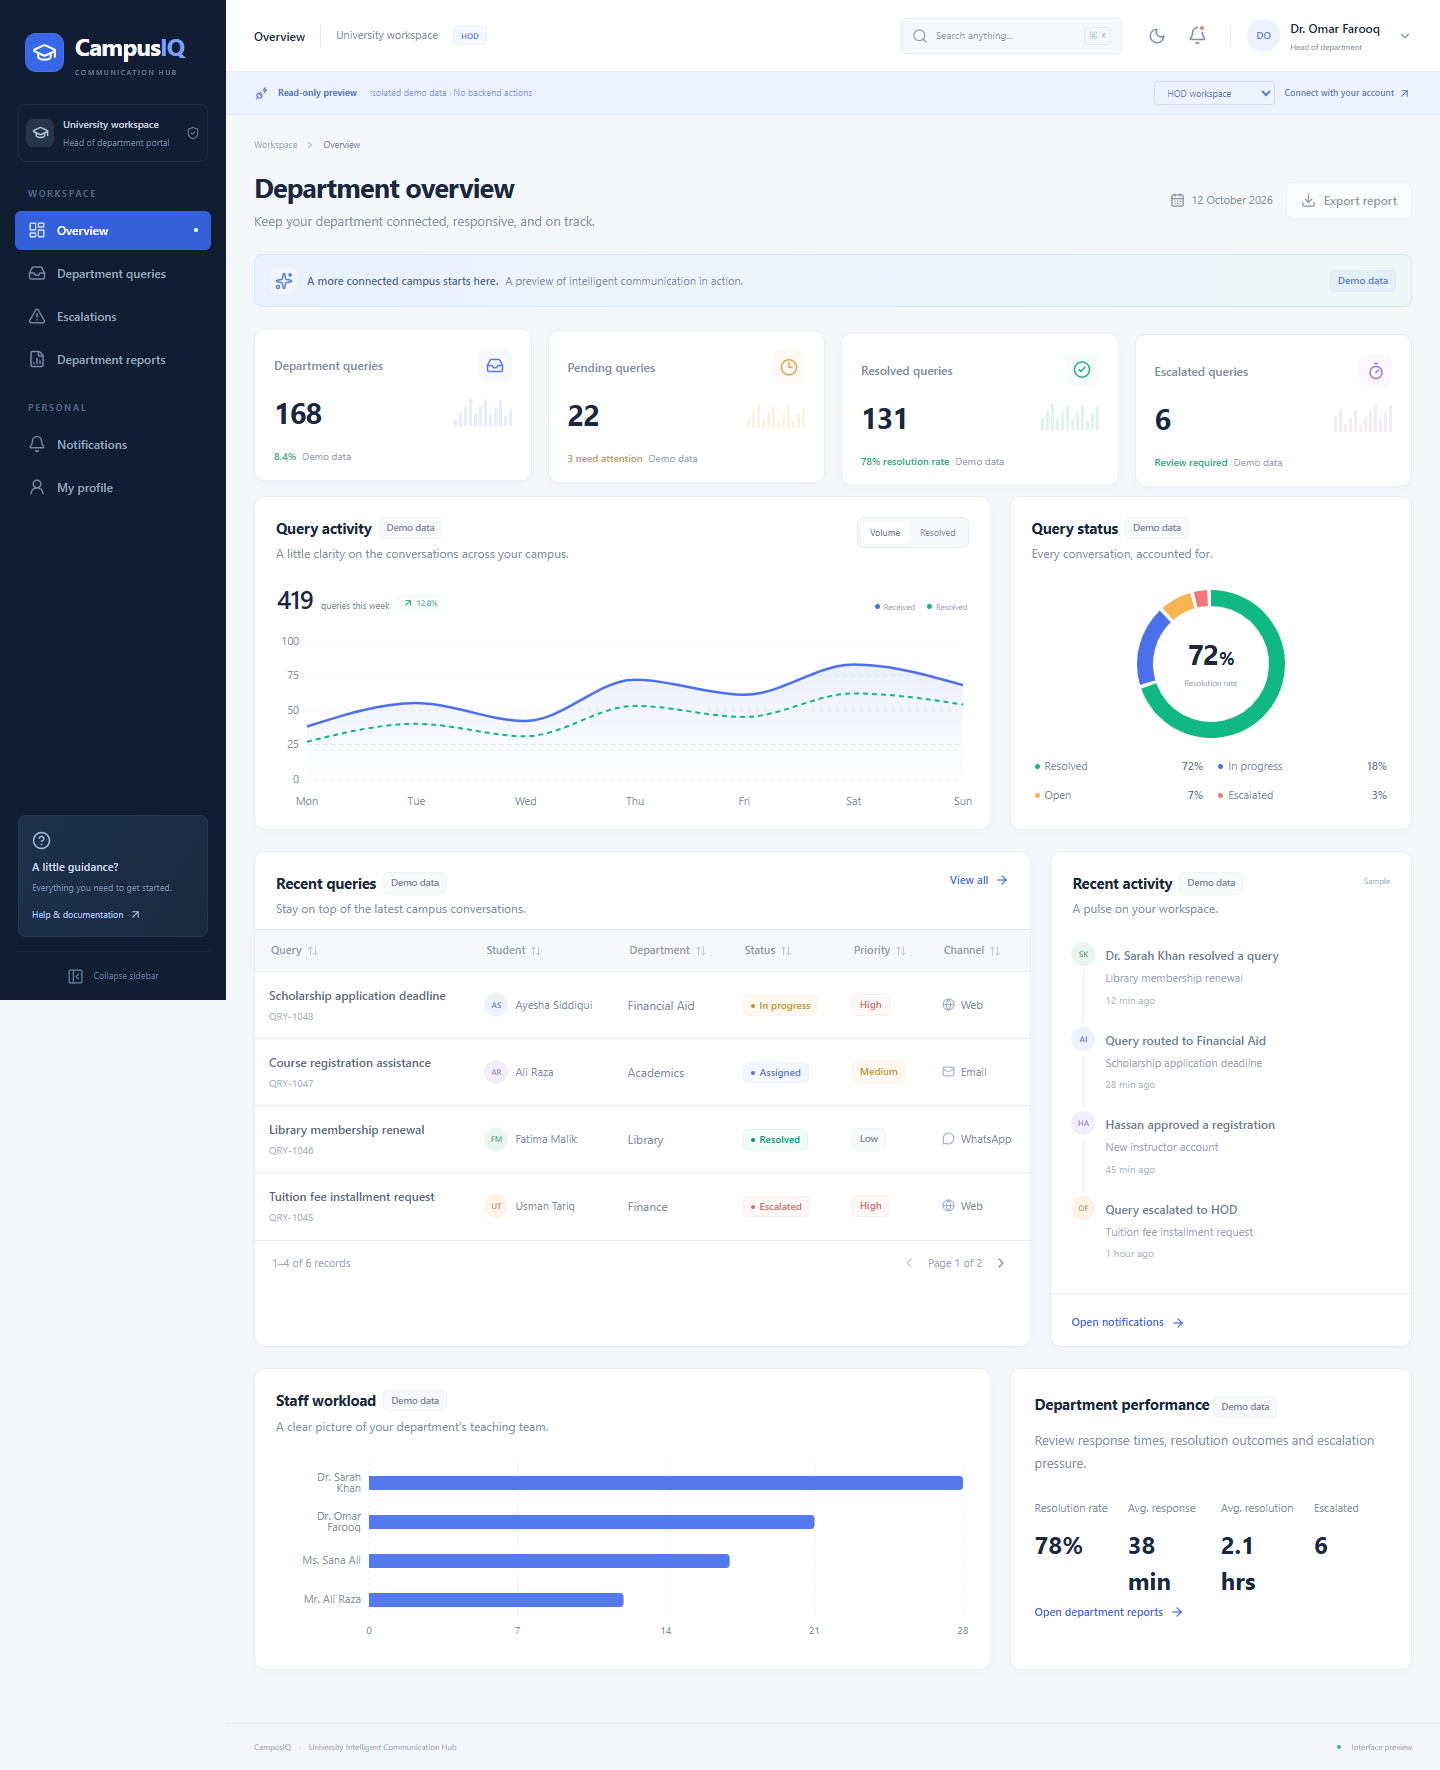 CampusIQ
COMMUNICATION HUB
University workspace
Head of department portal
WORKSPACE
Overview
Department queries
Escalations
Department reports
PERSONAL
Notifications
My profile
A little guidance?
Everything you need to get started.
Help & documentation
Collapse sidebar
Overview
University workspace
HOD
Search anything...
⌘ K
DO
Dr. Omar Farooq
Head of department
Read-only preview
Isolated demo data · No backend actions
HOD workspace
Connect with your account
Workspace
Overview
Department overview
Keep your department connected, responsive, and on track.
12 October 2026
Export report
A more connected campus starts here. A preview of intelligent communication in action.
Demo data
Department queries
168
8.4% Demo data
Pending queries
22
3 need attention Demo data
Resolved queries
131
78% resolution rate Demo data
Escalated queries
6
Review required Demo data
Query activity Demo data
A little clarity on the conversations across your campus.
Volume Resolved
419 queries this week 12.8%
Received Resolved
100
75
50
25
0
Mon Tue Wed Thu Fri Sat Sun
Query status Demo data
Every conversation, accounted for.
72%
Resolution rate
Resolved 72% In progress 18%
Open 7% Escalated 3%
Recent queries Demo data
Stay on top of the latest campus conversations.
View all
Query Student Department Status Priority Channel
Scholarship application deadline
QRY-1048
AS Ayesha Siddiqui Financial Aid In progress High Web
Course registration assistance
QRY-1047
AR Ali Raza Academics Assigned Medium Email
Library membership renewal
QRY-1046
FM Fatima Malik Library Resolved Low WhatsApp
Tuition fee installment request
QRY-1045
UT Usman Tariq Finance Escalated High Web
1–4 of 6 records
Page 1 of 2
Recent activity Demo data
Sample
A pulse on your workspace.
SK Dr. Sarah Khan resolved a query
Library membership renewal
12 min ago
AI Query routed to Financial Aid
Scholarship application deadline
28 min ago
HA Hassan approved a registration
New instructor account
45 min ago
OF Query escalated to HOD
Tuition fee installment request
1 hour ago
Open notifications
Staff workload Demo data
A clear picture of your department's teaching team.
Dr. Sarah
Khan
Dr. Omar
Farooq
Ms. Sana Ali
Mr. Ali Raza
0 7 14 21 28
Department performance Demo data
Review response times, resolution outcomes and escalation
pressure.
Resolution rate Avg. response Avg. resolution Escalated
78% 38 2.1 6
min hrs
Open department reports
CampusIQ · University Intelligent Communication Hub
Interface preview